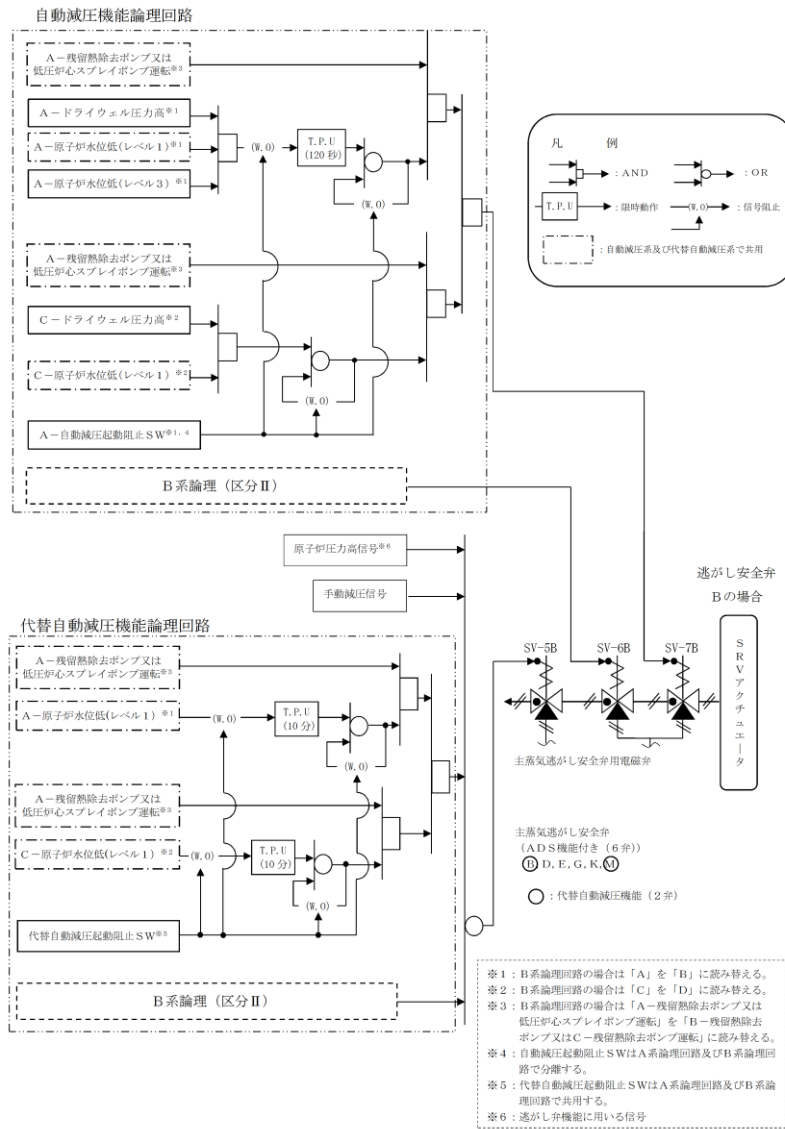 自動減圧機能論理回路
A－残留熱除去ポンプ又は
低圧炉心スプレイポンプ運転※3
A－ドライウェル圧力高※1
A－原子炉水位低(レベル1)※1
A－原子炉水位低(レベル3)※1
(W.O)
T.P.U
(120秒)
(W.O)
A－残留熱除去ポンプ又は
低圧炉心スプレイポンプ運転※3
C－ドライウェル圧力高※2
C－原子炉水位低(レベル1)※2
(W.O)
A－自動減圧起動阻止SW※1,4
B系論理（区分Ⅱ）
凡　例
：AND
：OR
T.P.U
：限時動作
(W.O)
：信号阻止
：自動減圧系及び代替自動減圧系で共用
原子炉圧力高信号※6
手動減圧信号
代替自動減圧機能論理回路
A－残留熱除去ポンプ又は
低圧炉心スプレイポンプ運転※3
A－原子炉水位低(レベル1)※1
(W.O)
T.P.U
(10分)
(W.O)
A－残留熱除去ポンプ又は
低圧炉心スプレイポンプ運転※3
C－原子炉水位低(レベル1)※2
(W.O)
T.P.U
(10分)
(W.O)
代替自動減圧起動阻止SW※5
B系論理（区分Ⅱ）
逃がし安全弁
Bの場合
SV-5B
SV-6B
SV-7B
SRVアクチュエータ
主蒸気逃がし安全弁用電磁弁
主蒸気逃がし安全弁
(ADS機能付き（6弁）)
B, D, E, G, K, M
：代替自動減圧機能（2弁）
※1：B系論理回路の場合は「A」を「B」に読み替える。
※2：B系論理回路の場合は「C」を「D」に読み替える。
※3：B系論理回路の場合は「A－残留熱除去ポンプ又は
低圧炉心スプレイポンプ運転」を「B－残留熱除去
ポンプ又はC－残留熱除去ポンプ運転」に読み替える。
※4：自動減圧起動阻止SWはA系論理回路及びB系論理回
路で分離する。
※5：代替自動減圧起動阻止SWはA系論理回路及びB系論
理回路で共用する。
※6：逃がし弁機能に用いる信号